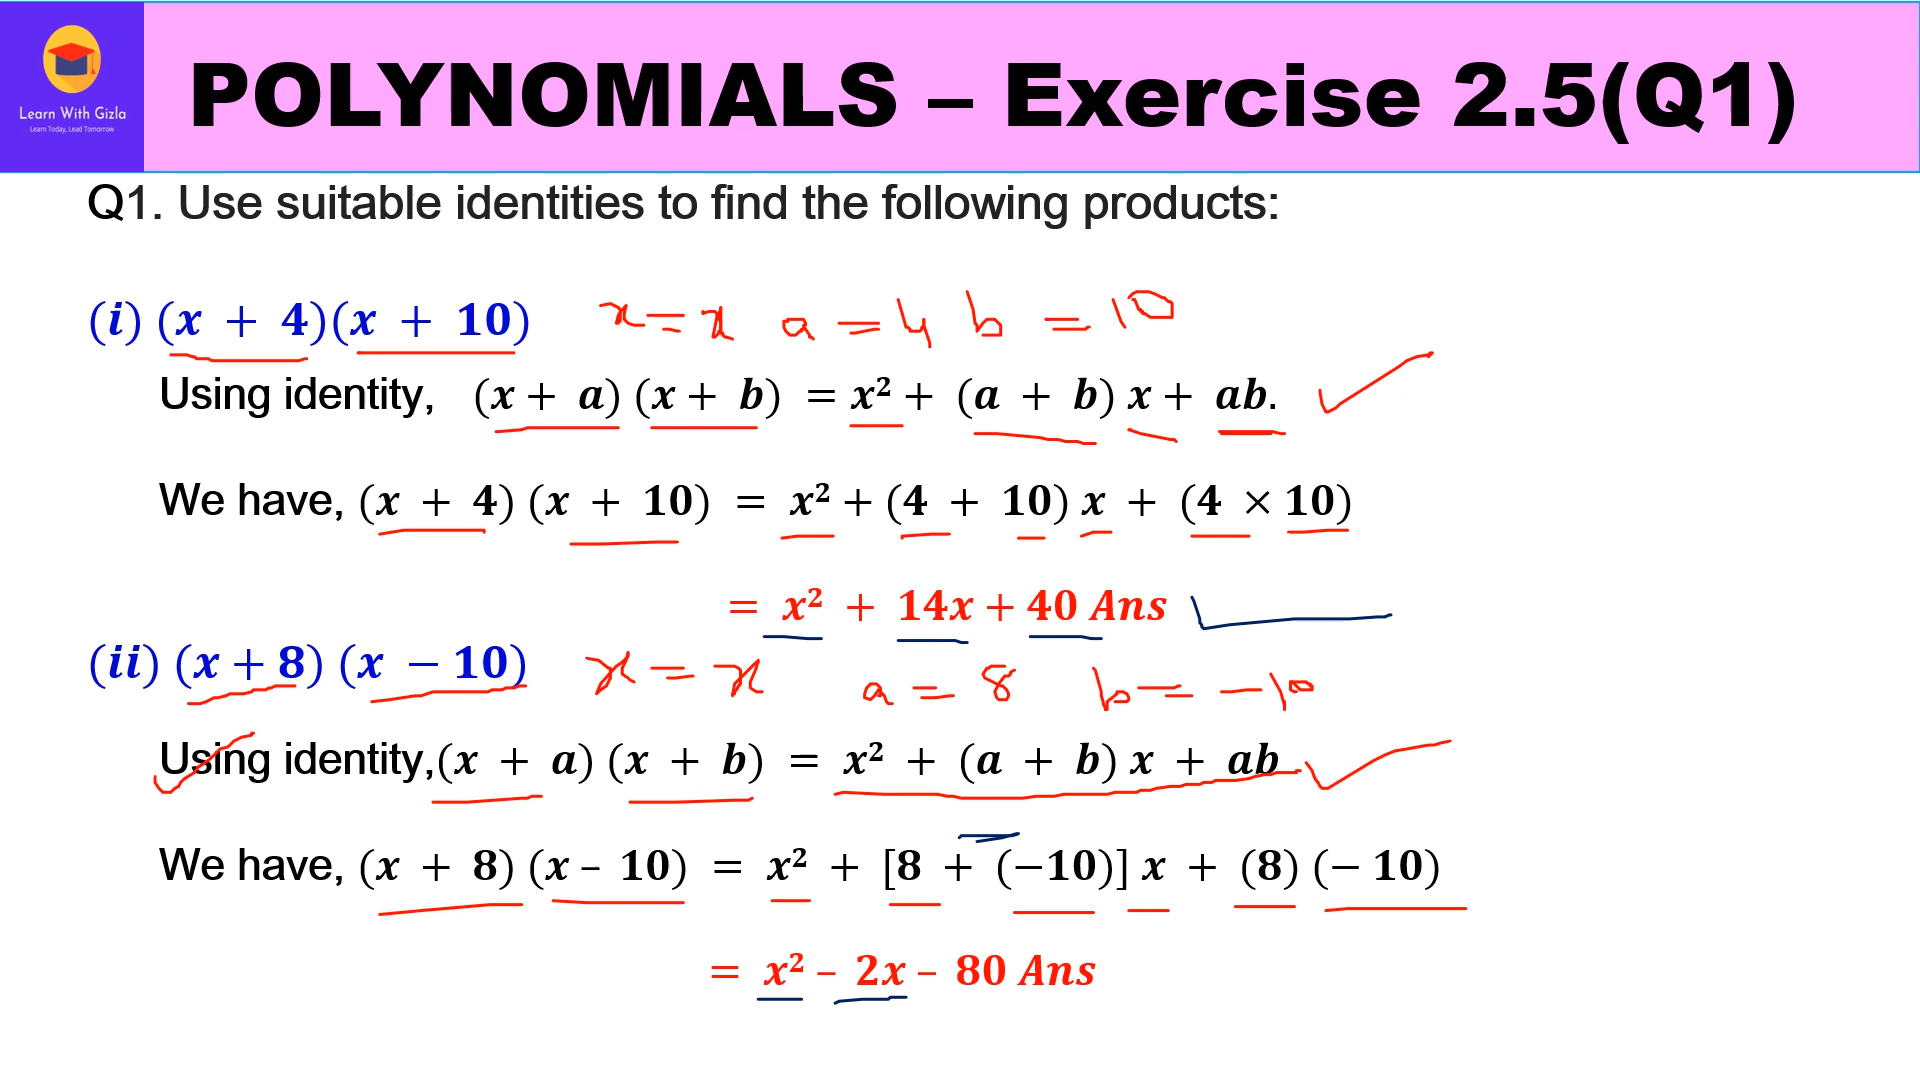 Learn With Gizla
Learn Today, Lead Tomorrow
POLYNOMIALS – Exercise 2.5(Q1)
Q1. Use suitable identities to find the following products:
(i) (x + 4)(x + 10) x = x a = 4 b = 10
Using identity, (x + a) (x + b) = x² + (a + b) x + ab.
We have, (x + 4) (x + 10) = x² + (4 + 10) x + (4 × 10)
= x² + 14x + 40 Ans
(ii) (x + 8) (x − 10) x = x a = 8 b = −10
Using identity,(x + a) (x + b) = x² + (a + b) x + ab
We have, (x + 8) (x – 10) = x² + [8 + (−10)] x + (8) (− 10)
= x² – 2x – 80 Ans